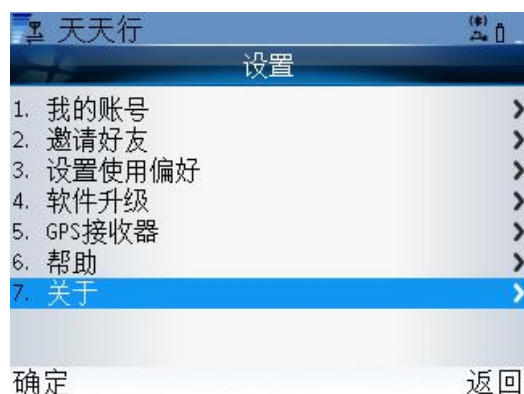 天天行
设置
1. 我的账号
2. 邀请好友
3. 设置使用偏好
4. 软件升级
5. GPS接收器
6. 帮助
7. 关于
确定 返回